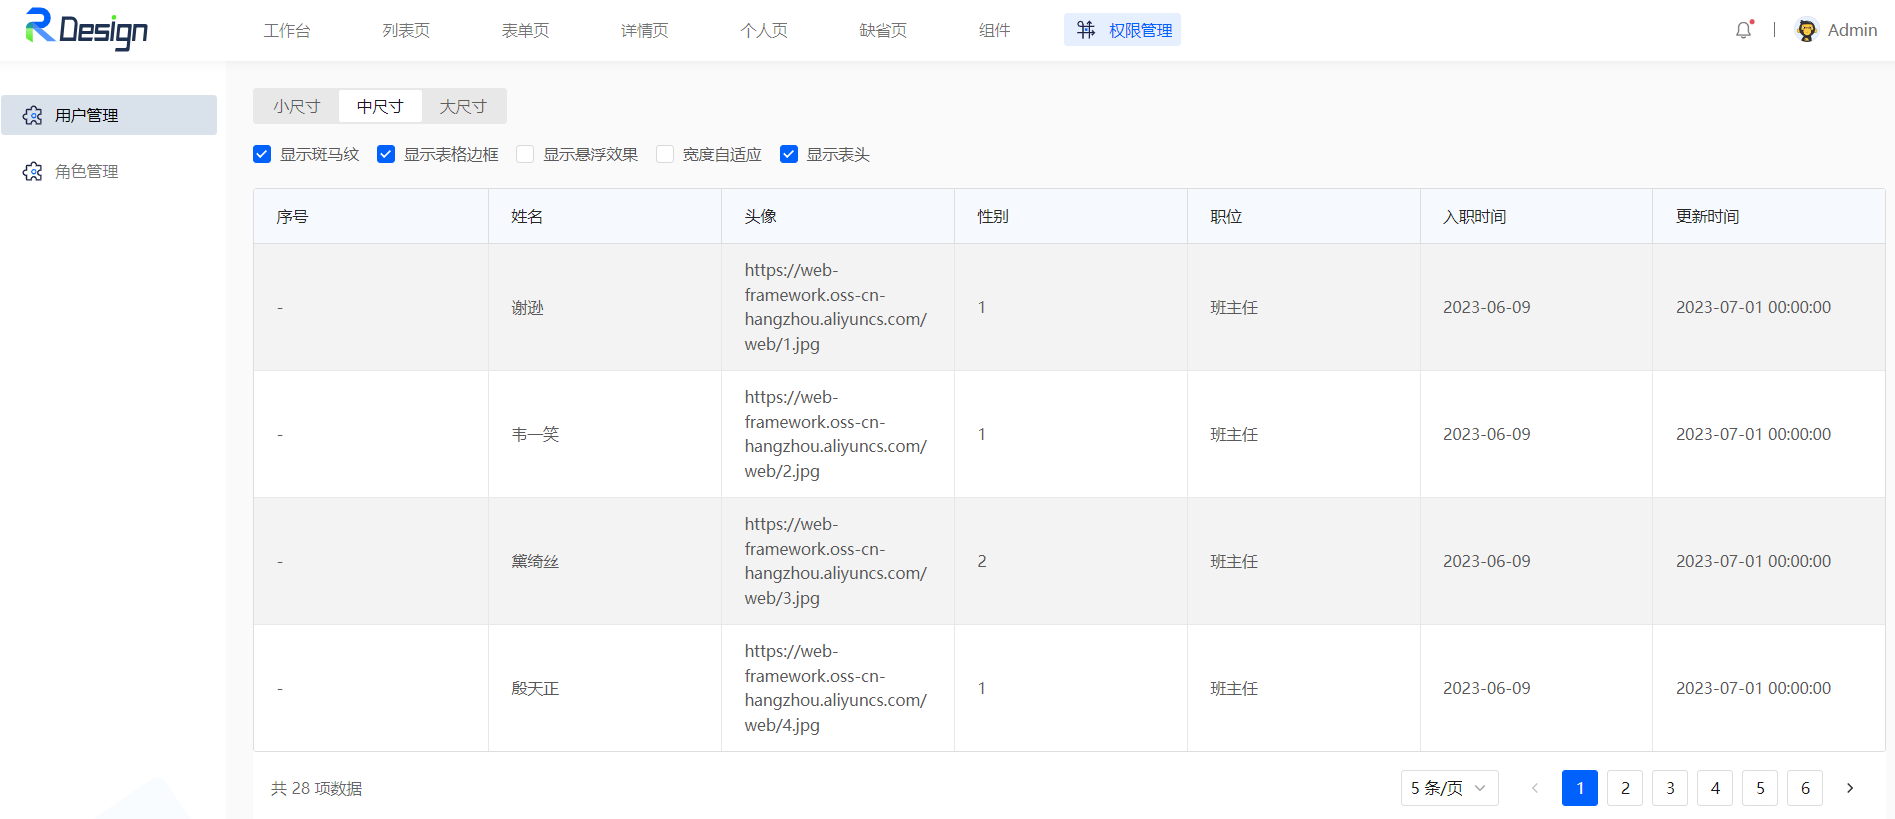 R Design
工作台 列表页 表单页 详情页 个人页 缺省页 组件 权限管理 Admin
用户管理
角色管理
小尺寸 中尺寸 大尺寸
显示斑马纹 显示表格边框 显示悬浮效果 宽度自适应 显示表头
序号 姓名 头像 性别 职位 入职时间 更新时间
- 谢逊 https://web-
framework.oss-cn-
hangzhou.aliyuncs.com/
web/1.jpg 1 班主任 2023-06-09 2023-07-01 00:00:00
- 韦一笑 https://web-
framework.oss-cn-
hangzhou.aliyuncs.com/
web/2.jpg 1 班主任 2023-06-09 2023-07-01 00:00:00
- 黛绮丝 https://web-
framework.oss-cn-
hangzhou.aliyuncs.com/
web/3.jpg 2 班主任 2023-06-09 2023-07-01 00:00:00
- 殷天正 https://web-
framework.oss-cn-
hangzhou.aliyuncs.com/
web/4.jpg 1 班主任 2023-06-09 2023-07-01 00:00:00
共 28 项数据 5 条/页 1 2 3 4 5 6